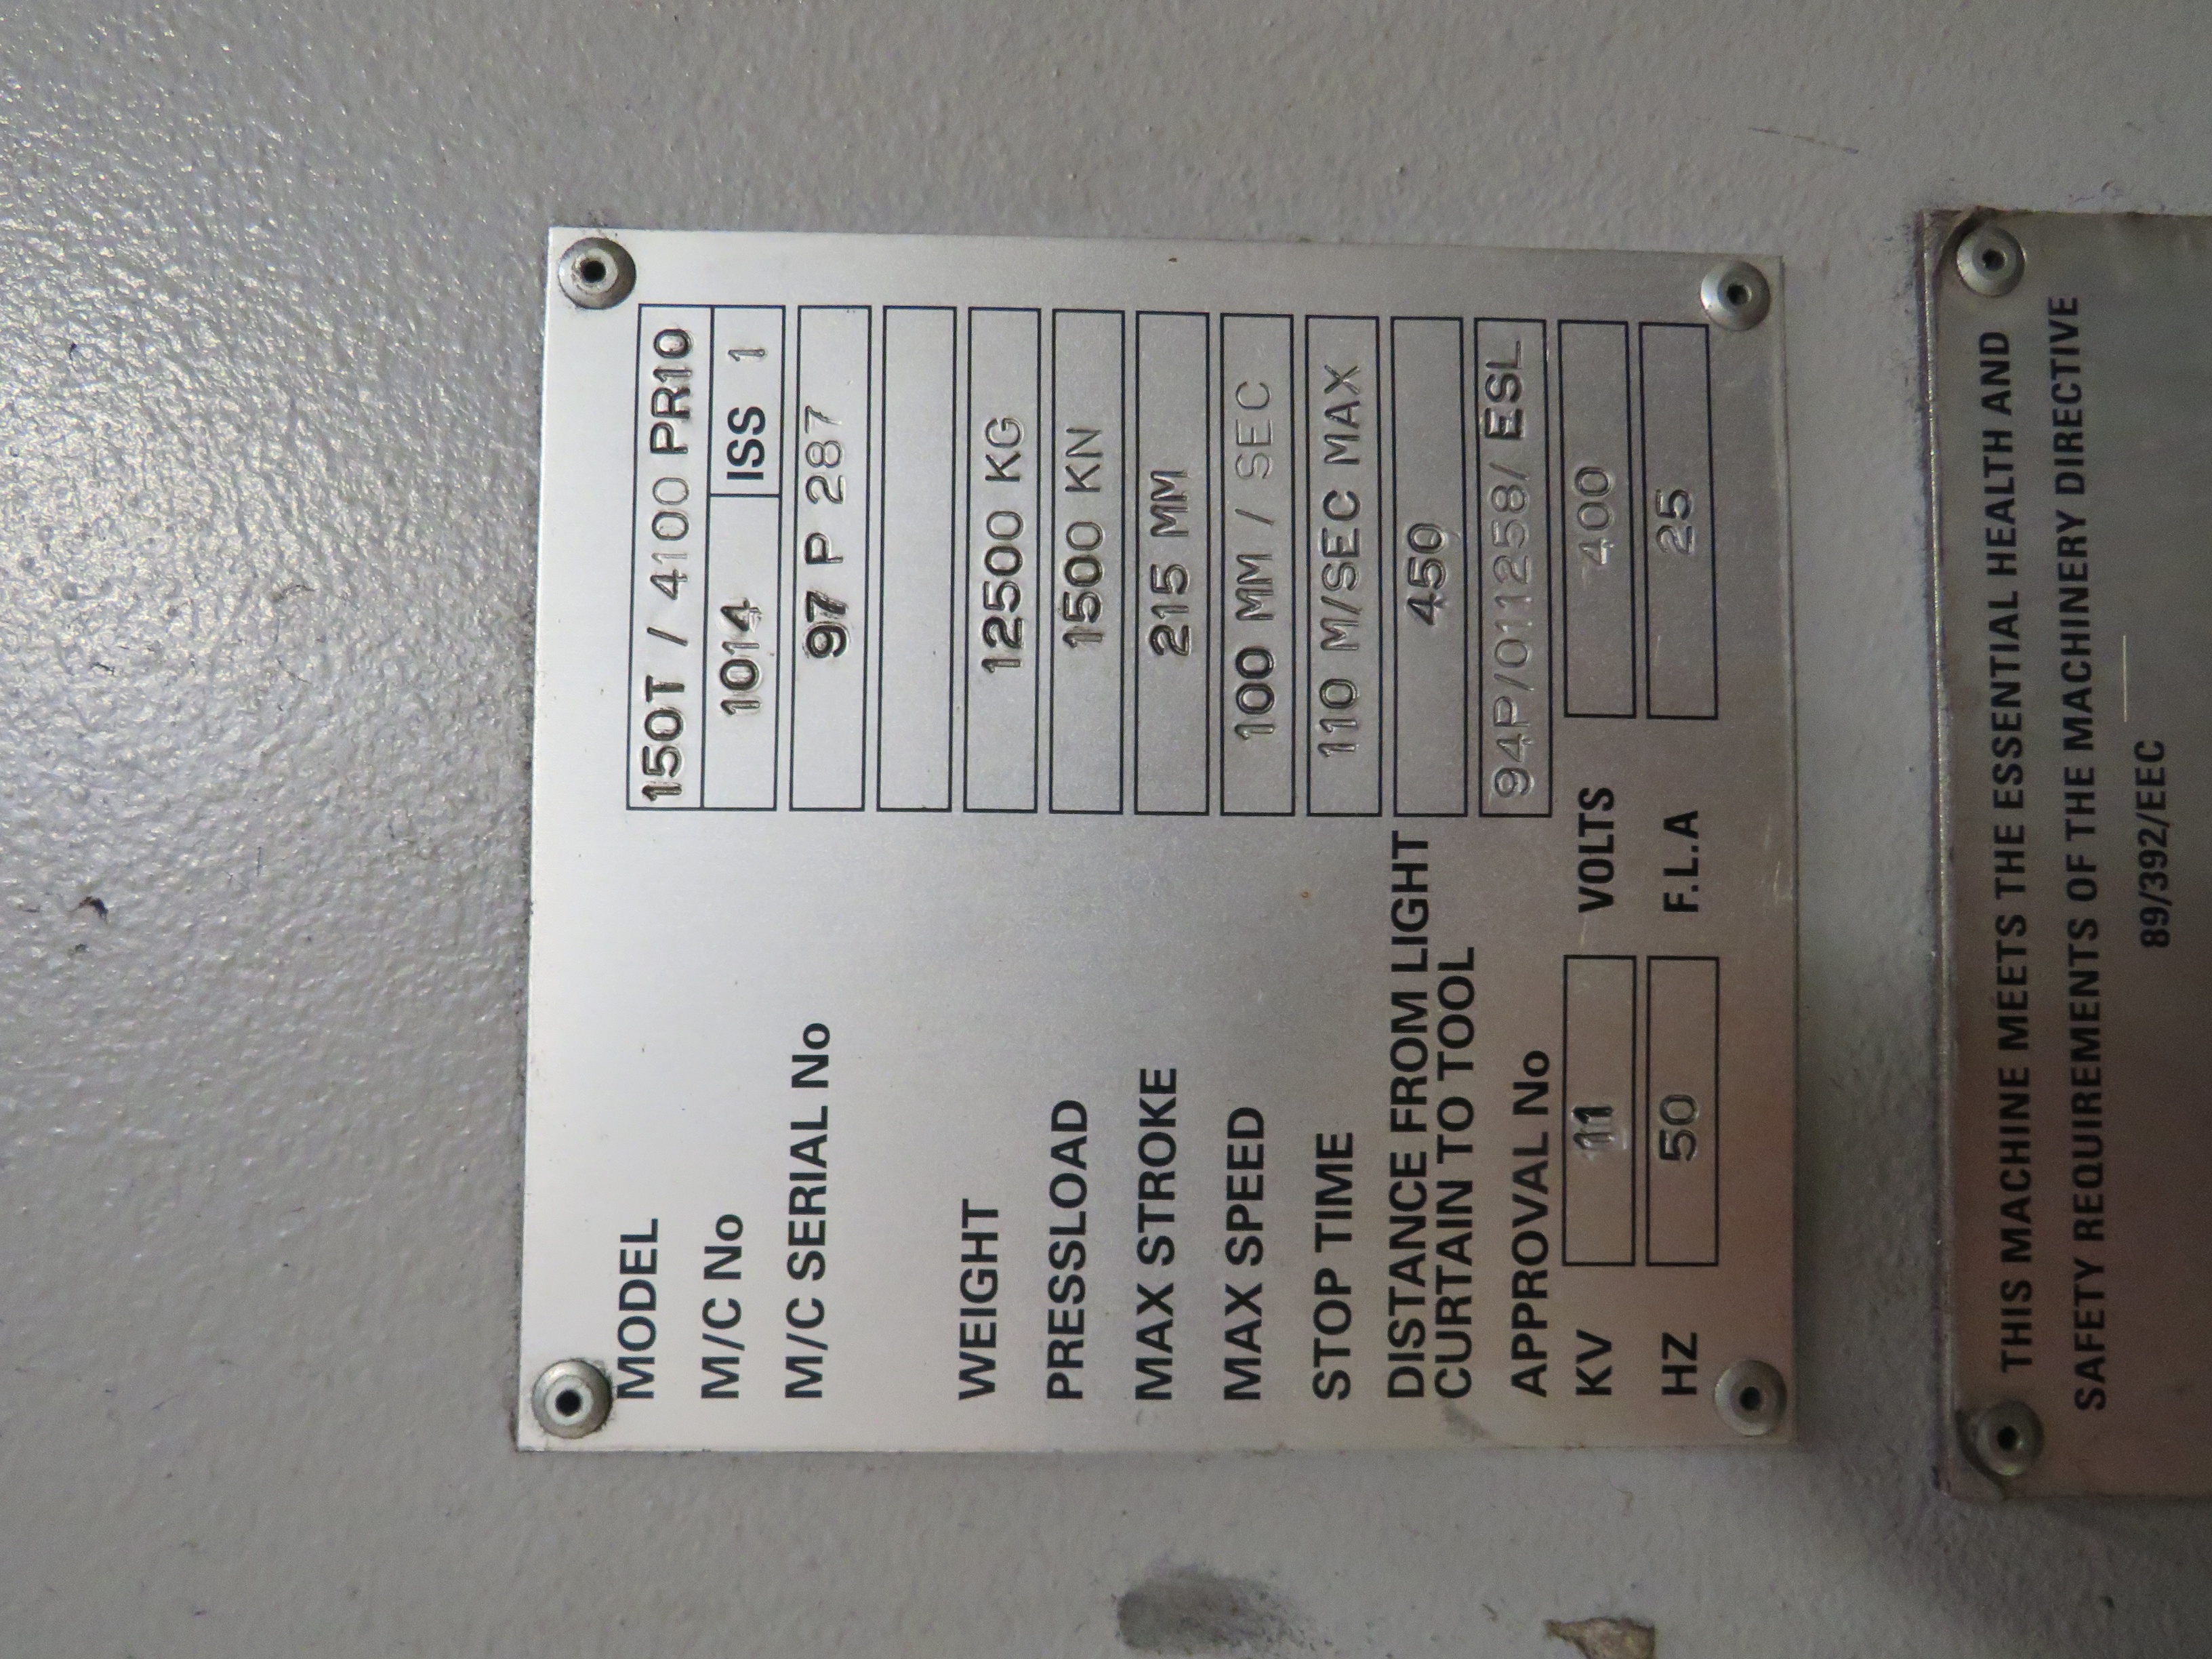 MODEL 150T / 4100 PR10
M/C No 1014 ISS 1
M/C SERIAL No 97 P 287
WEIGHT 12500 KG
PRESSLOAD 1500 KN
MAX STROKE 215 MM
MAX SPEED 100 MM / SEC
STOP TIME 110 M/SEC MAX
DISTANCE FROM LIGHT
CURTAIN TO TOOL 450
APPROVAL No 94P/011258/ ESL
KV 11 VOLTS 400
HZ 50 F.L.A 25
THIS MACHINE MEETS THE ESSENTIAL HEALTH AND
SAFETY REQUIREMENTS OF THE MACHINERY DIRECTIVE
89/392/EEC